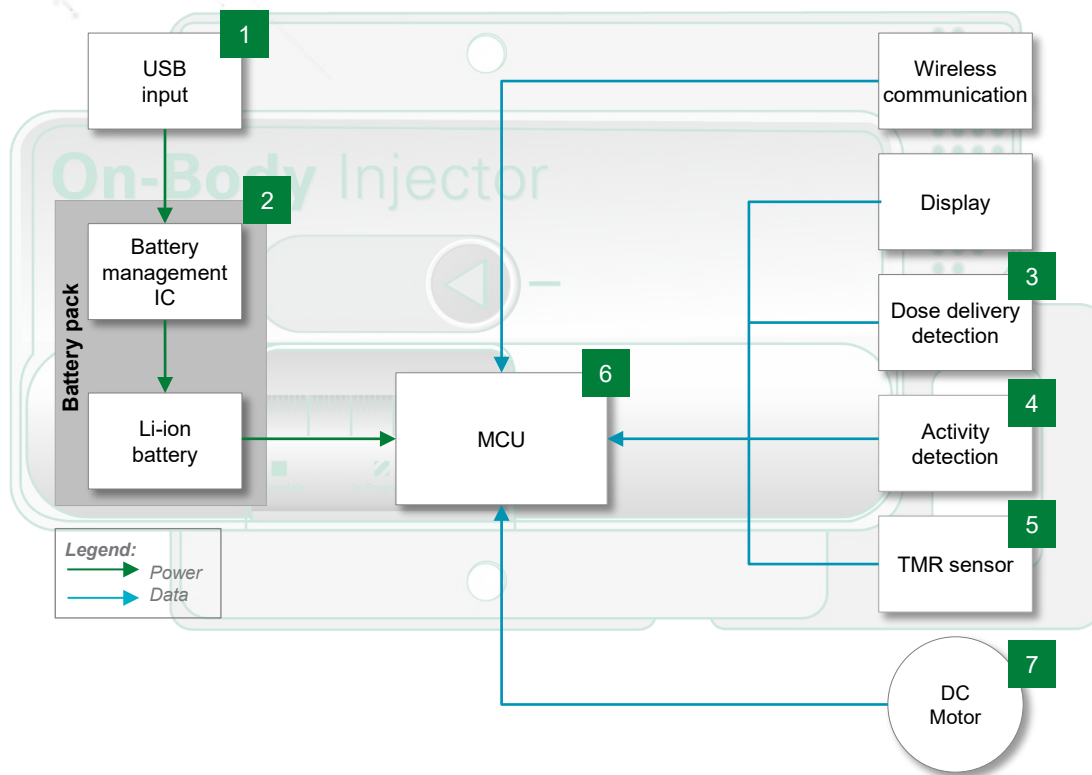 1
USB
input
Wireless
communication
On-Body Injector
2
Battery
management
IC
Battery pack
Li-ion
battery
Display
3
Dose delivery
detection
6
MCU
4
Activity
detection
5
TMR sensor
Legend:
Power
Data
7
DC
Motor